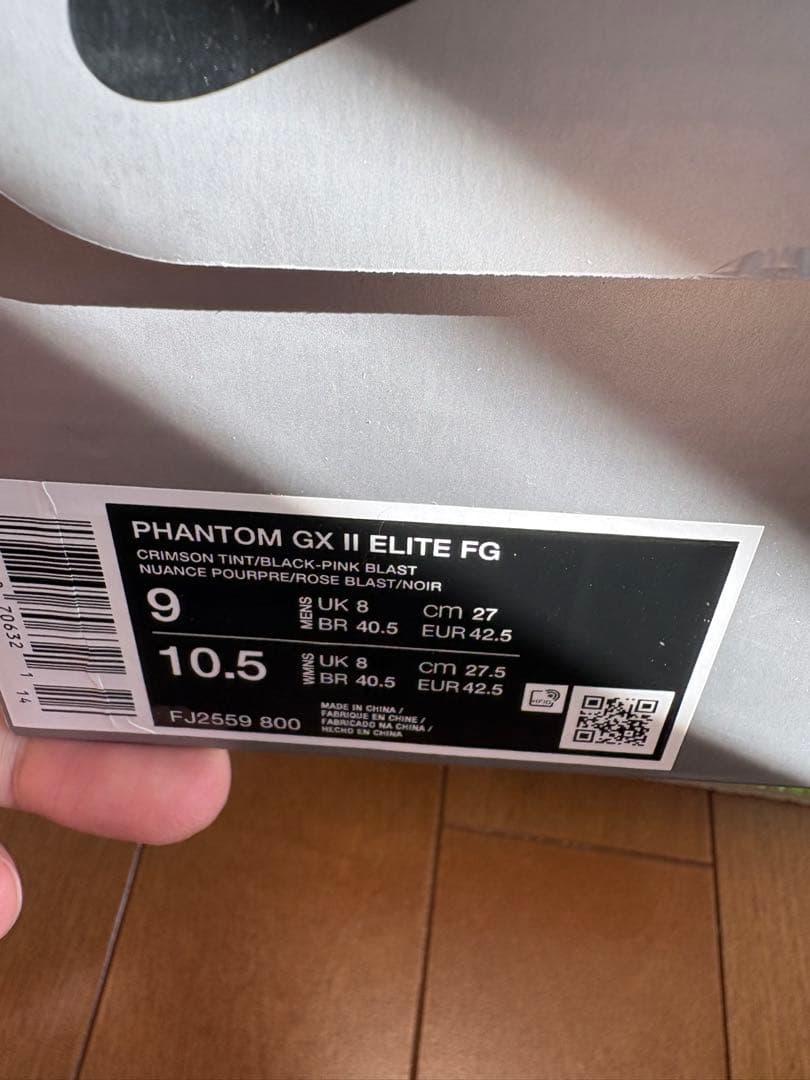 PHANTOM GX II ELITE FG
CRIMSON TINT/BLACK-PINK BLAST
NUANCE POURPRE/ROSE BLAST/NOIR
9 MENS UK 8 cm 27
BR 40.5 EUR 42.5
10.5 WMNS UK 8 cm 27.5
BR 40.5 EUR 42.5
FJ2559 800
MADE IN CHINA /
FABRIQUE EN CHINE /
FABRICADO NA CHINA /
HECHO EN CHINA
RFID
70632 1 14